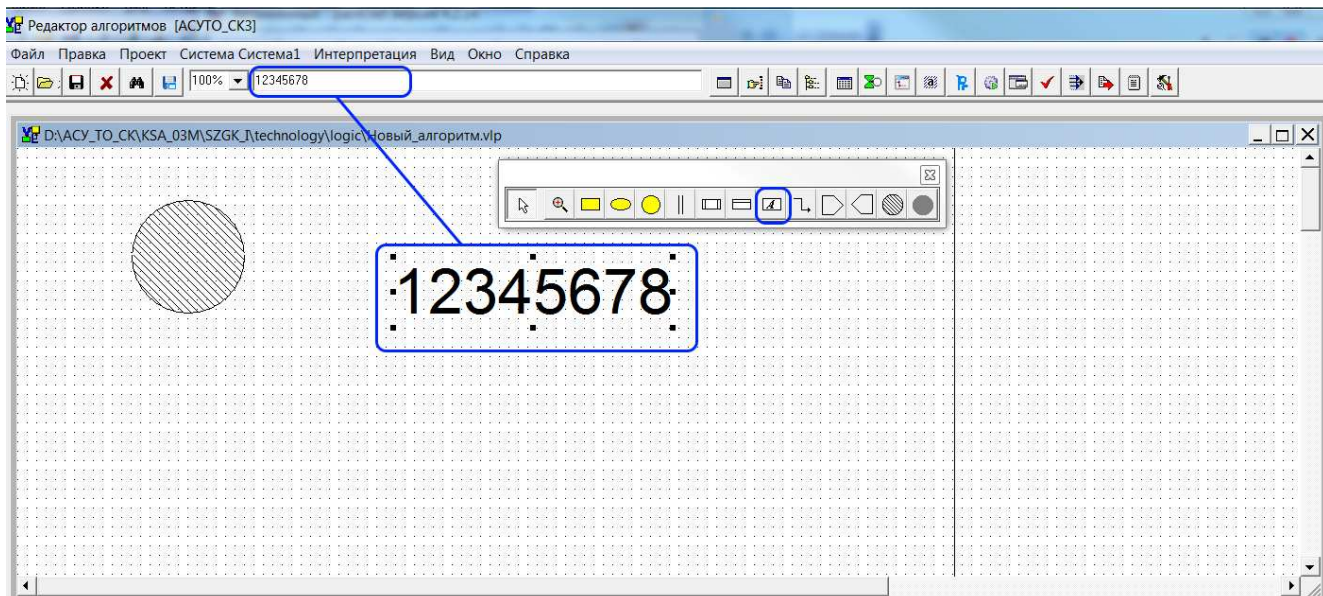 Редактор алгоритмов [АСУТО_СК3]
Файл Правка Проект Система Система1 Интерпретация Вид Окно Справка
100% 12345678
D:\АСУ_ТО_СК\KSA_03M\SZGK_I\technology\logic\Новый_алгоритм.vlp
12345678